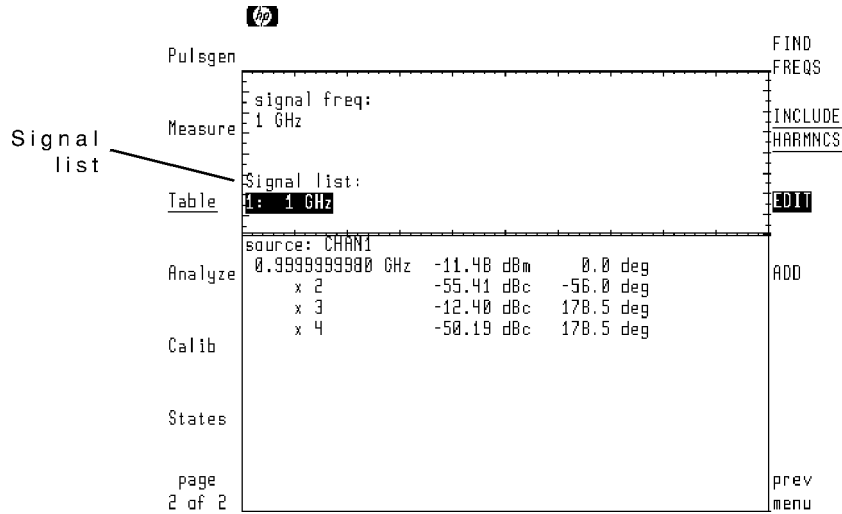 hp
FIND
FREQS
Pulsgen
signal freq:
1 GHz
INCLUDE
HARMNCS
Measure
Signal
list
Signal list:
1: 1 GHz
Table
EDIT
source: CHAN1
0.9999999980 GHz -11.48 dBm 0.0 deg
x 2 -55.41 dBc -56.0 deg
x 3 -12.40 dBc 178.5 deg
x 4 -50.19 dBc 178.5 deg
Analyze
ADD
Calib
States
page
2 of 2
prev
menu